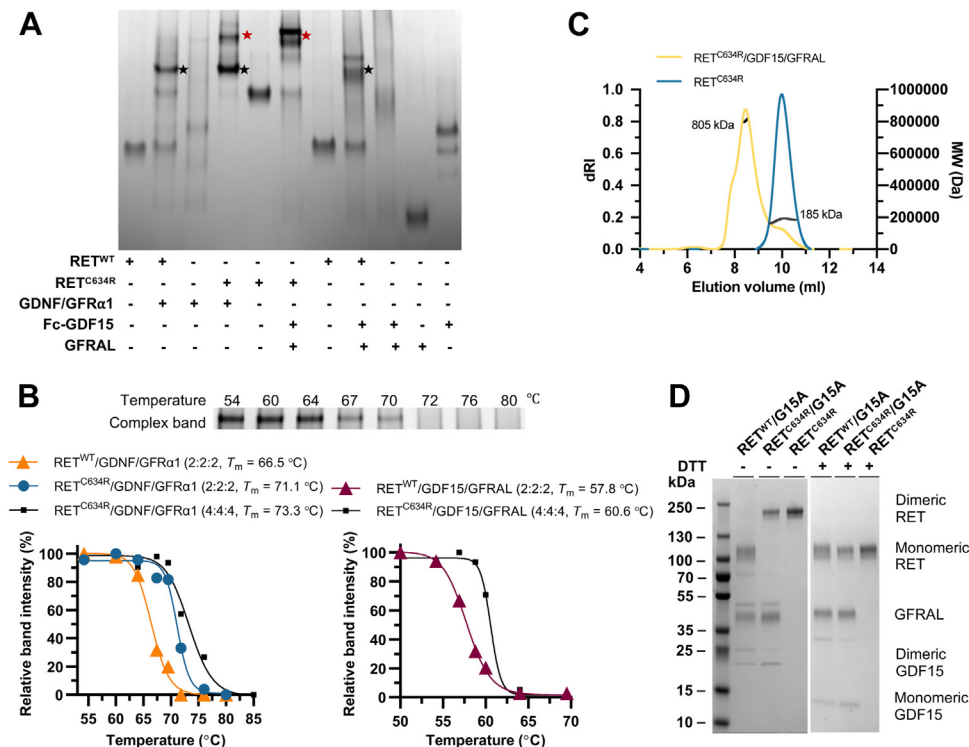 A
RET^WT + + - - - - + + - - -
RET^C634R - - - + + + - - - - -
GDNF/GFRα1 - + + + - - - - - - -
Fc-GDF15 - - - - - + - + + - +
GFRAL - - - - - + - + + + -
B
Temperature 54 60 64 67 70 72 76 80 °C
Complex band
RET^WT/GDNF/GFRα1 (2:2:2, Tm = 66.5 °C)
RET^C634R/GDNF/GFRα1 (2:2:2, Tm = 71.1 °C)
RET^C634R/GDNF/GFRα1 (4:4:4, Tm = 73.3 °C)
RET^WT/GDF15/GFRAL (2:2:2, Tm = 57.8 °C)
RET^C634R/GDF15/GFRAL (4:4:4, Tm = 60.6 °C)
Relative band intensity (%)
100
80
60
40
20
0
55 60 65 70 75 80 85
Temperature (°C)
Relative band intensity (%)
100
80
60
40
20
0
50 55 60 65 70
Temperature (°C)
C
RET^C634R/GDF15/GFRAL
RET^C634R
dRI
1.0
0.8
0.6
0.4
0.2
0.0
805 kDa
185 kDa
1000000
800000
600000
400000
200000
0
MW (Da)
4 6 8 10 12 14
Elution volume (ml)
D
RET^WT/G15A
RET^C634R/G15A
RET^C634R
RET^WT/G15A
RET^C634R/G15A
RET^C634R
DTT - - - + + +
kDa
250
130
100
70
55
35
25
15
10
Dimeric
RET
Monomeric
RET
GFRAL
Dimeric
GDF15
Monomeric
GDF15